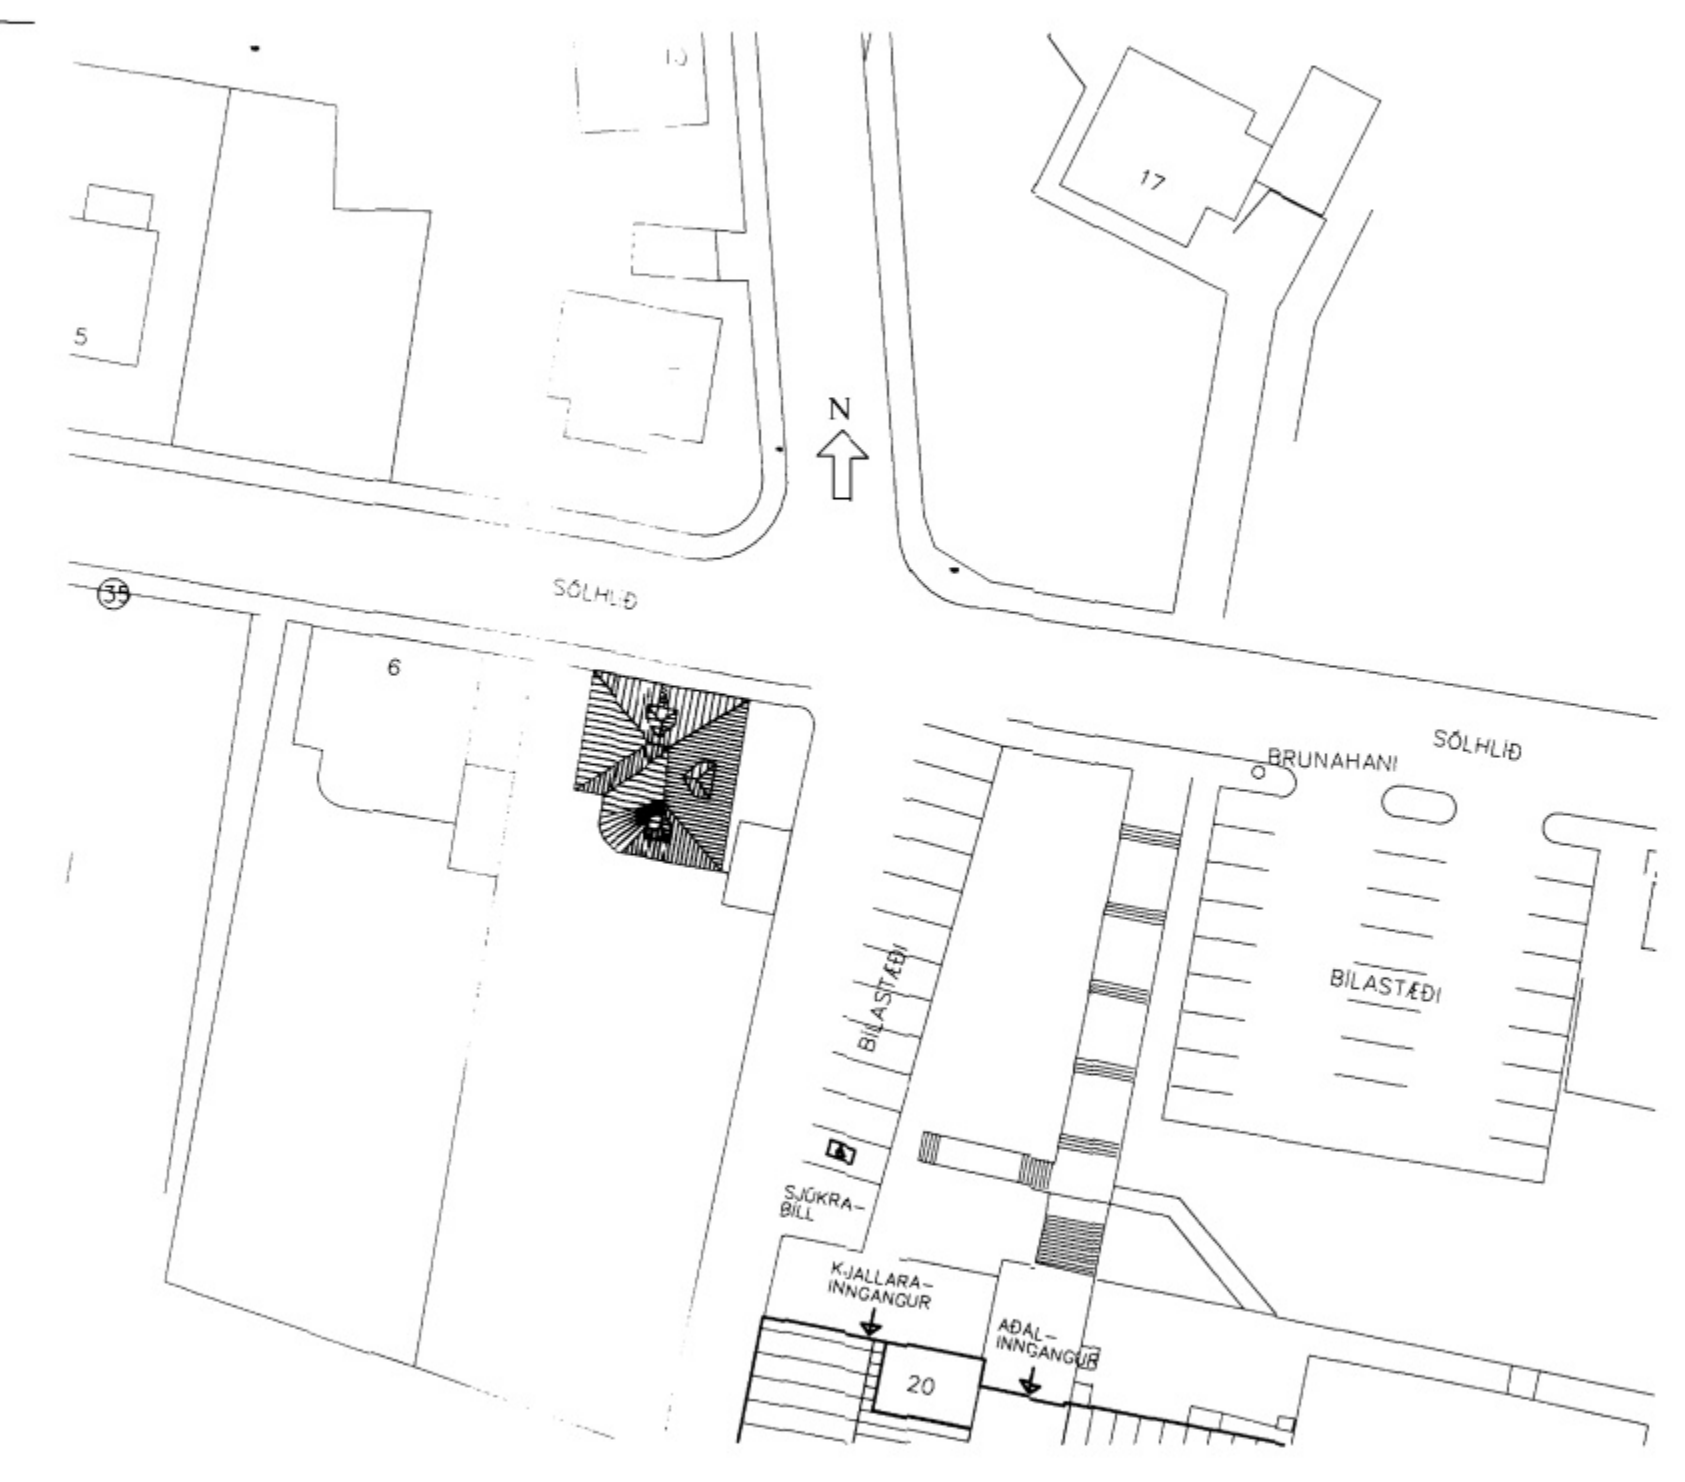 17
5
N
35
SÓLHLÍÐ
6
SÓLHLÍÐ
BRUNAHANI
BÍLASTÆÐI
BÍLASTÆÐI
SJÚKRA-
BÍLL
KJALLARA-
INNGANGUR
AÐAL-
INNGANGUR
20